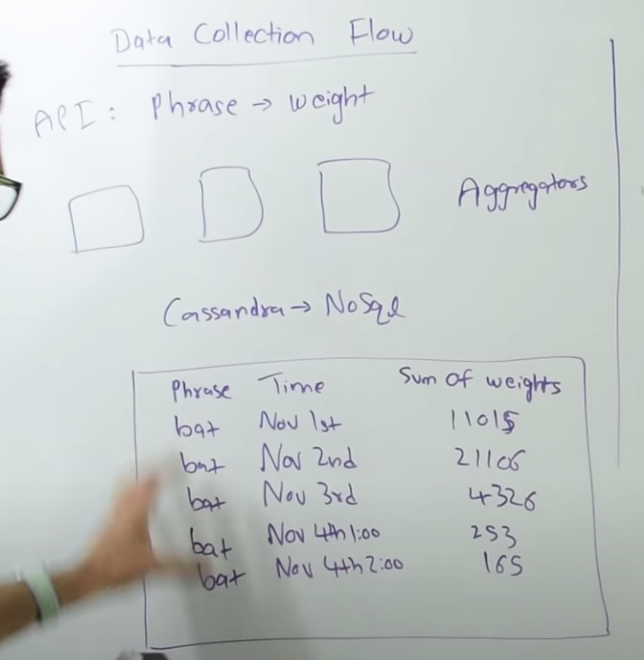 Data Collection Flow
API: Phrase → weight
Aggregators
Cassandra → NoSql
Phrase Time Sum of weights
bat Nov 1st 11015
bat Nov 2nd 21106
bat Nov 3rd 4326
bat Nov 4th 1:00 253
bat Nov 4th 2:00 165